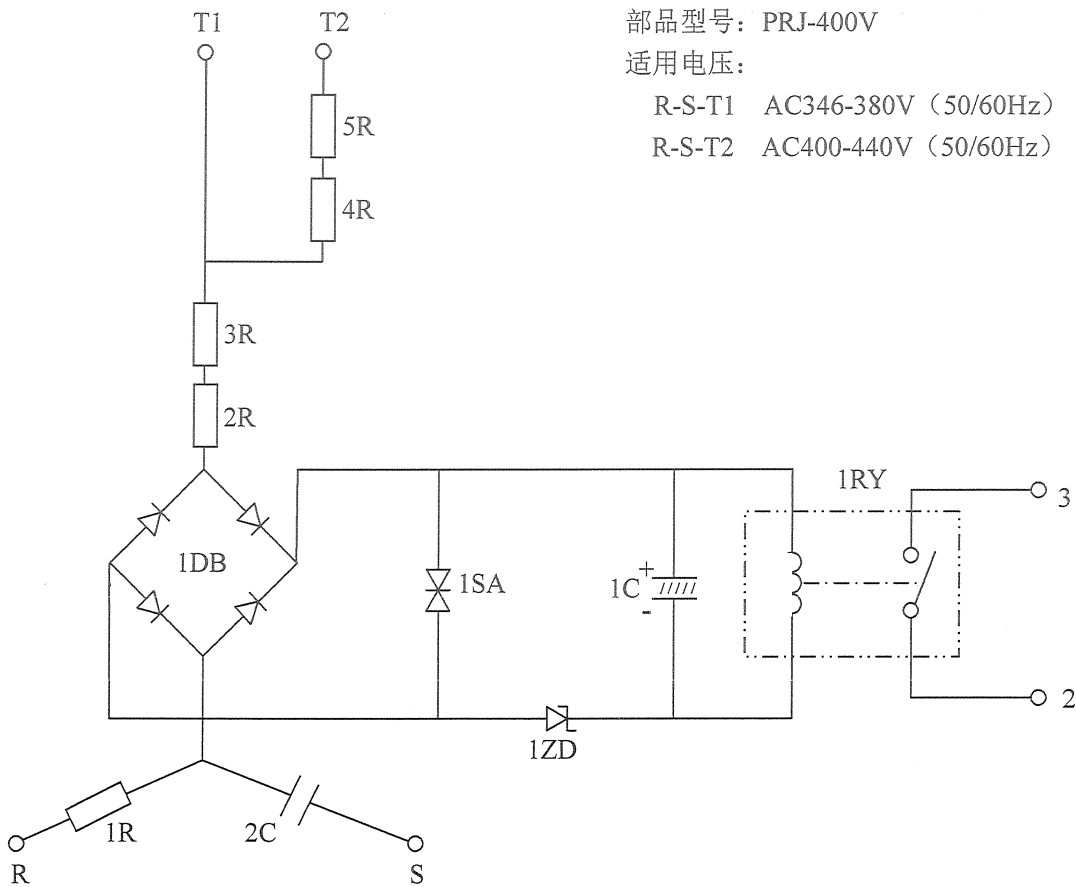 T1
T2
部品型号：PRJ-400V
适用电压：
R-S-T1 AC346-380V（50/60Hz）
R-S-T2 AC400-440V（50/60Hz）
5R
4R
3R
2R
1DB
1SA
1C
+
-
1RY
3
2
1ZD
1R
2C
R
S